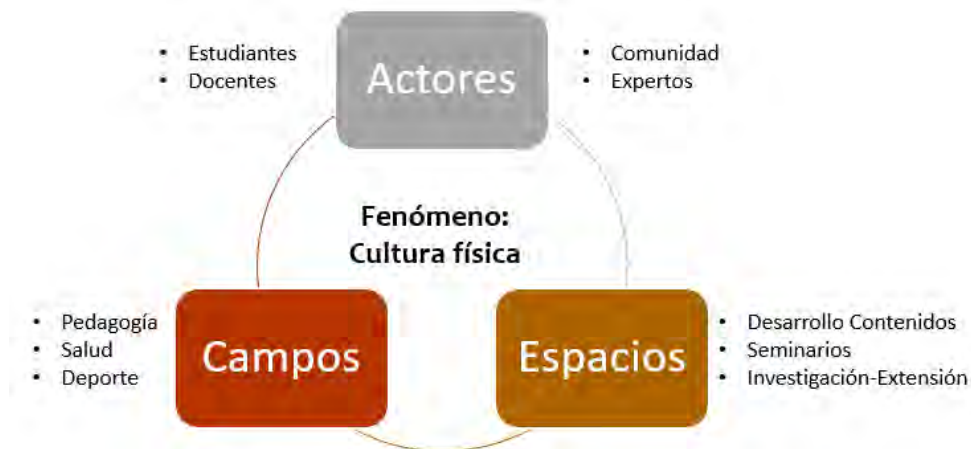 • Estudiantes
• Docentes
Actores
• Comunidad
• Expertos
Fenómeno:
Cultura física
• Pedagogía
• Salud
• Deporte
Campos
Espacios
• Desarrollo Contenidos
• Seminarios
• Investigación-Extensión